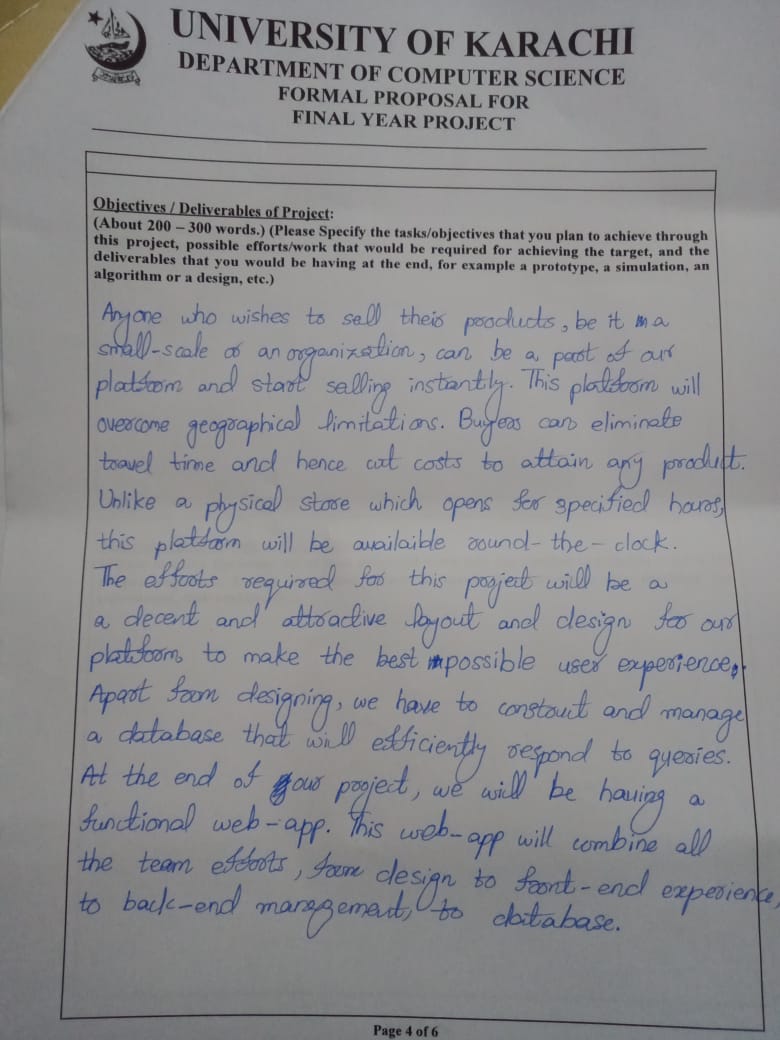 UNIVERSITY OF KARACHI
DEPARTMENT OF COMPUTER SCIENCE
FORMAL PROPOSAL FOR
FINAL YEAR PROJECT
Objectives / Deliverables of Project:
(About 200 – 300 words.) (Please Specify the tasks/objectives that you plan to achieve through
this project, possible efforts/work that would be required for achieving the target, and the
deliverables that you would be having at the end, for example a prototype, a simulation, an
algorithm or a design, etc.)
Anyone who wishes to sell their products, be it a
small-scale or an organization, can be a part of our
platform and start selling instantly. This platform will
overcome geographical limitations. Buyers can eliminate
travel time and hence cut costs to attain any product.
Unlike a physical store which opens for specified hours,
this platform will be availaible round-the-clock.
The efforts required for this project will be a
a decent and attractive layout and design for our
platform, to make the best possible user experience.
Apart from designing, we have to construct and manage
a database that will efficiently respond to queries.
At the end of our project, we will be having a
functional web-app. This web-app will combine all
the team efforts, from design to front-end experience,
to back-end management, to database.
Page 4 of 6